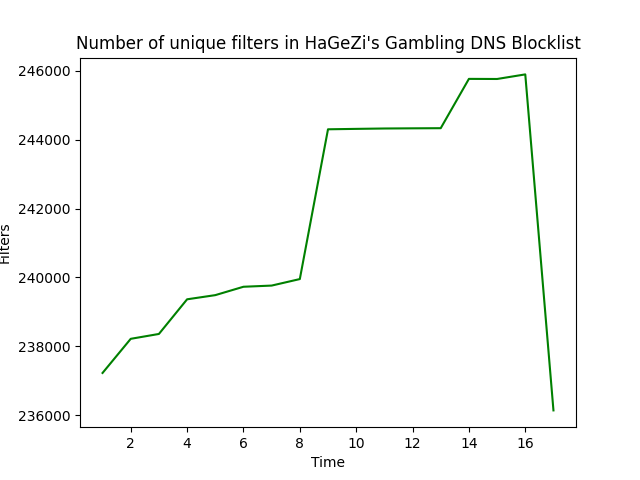 Number of unique filters in HaGeZi's Gambling DNS Blocklist
246000
244000
242000
240000
238000
236000
Filters
2 4 6 8 10 12 14 16
Time